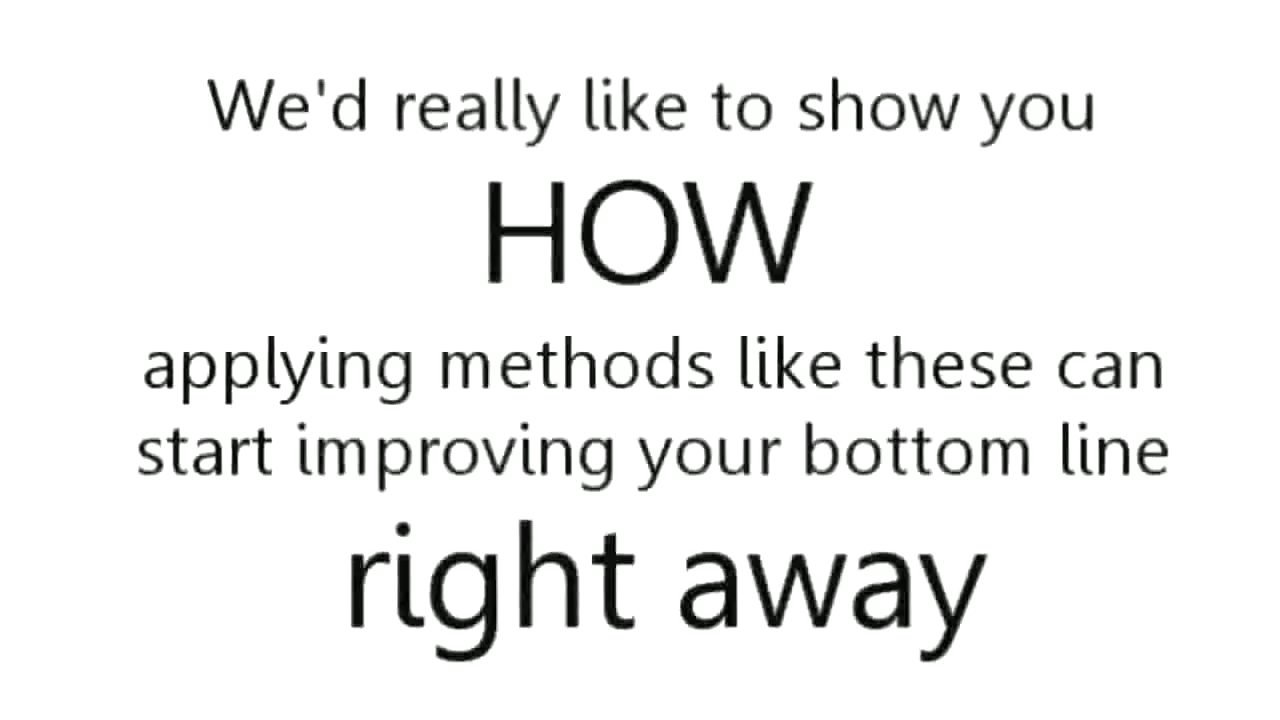 We'd really like to show you
HOW
applying methods like these can
start improving your bottom line
right away